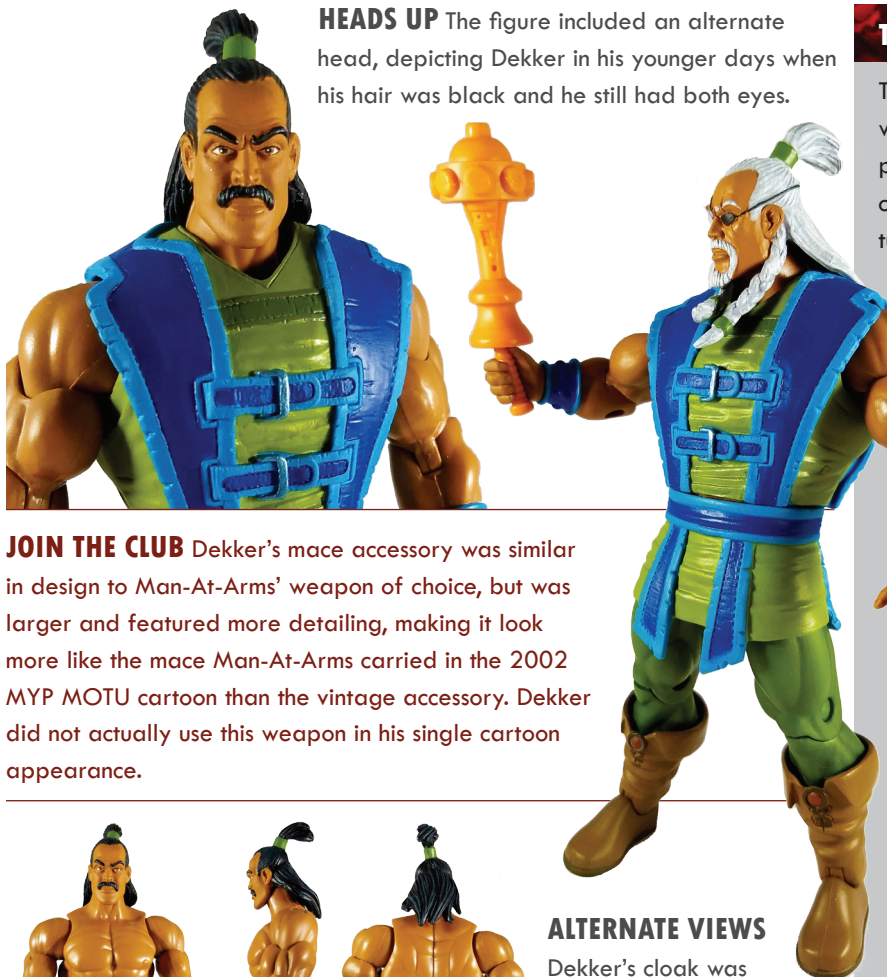 HEADS UP The figure included an alternate
head, depicting Dekker in his younger days when
his hair was black and he still had both eyes.
JOIN THE CLUB Dekker’s mace accessory was similar
in design to Man-At-Arms’ weapon of choice, but was
larger and featured more detailing, making it look
more like the mace Man-At-Arms carried in the 2002
MYP MOTU cartoon than the vintage accessory. Dekker
did not actually use this weapon in his single cartoon
appearance.
ALTERNATE VIEWS
Dekker’s cloak was